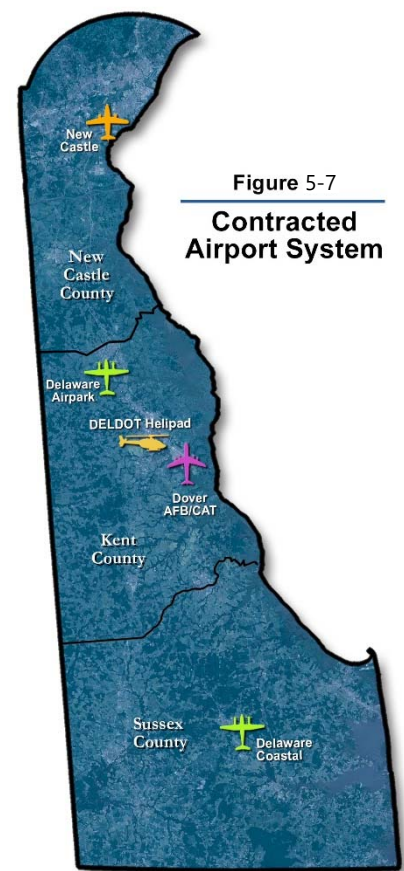 Figure 5-7
Contracted
Airport System
New
Castle
New
Castle
County
Delaware
Airpark
DELDOT Helipad
Dover
AFB/CAT
Kent
County
Sussex
County
Delaware
Coastal